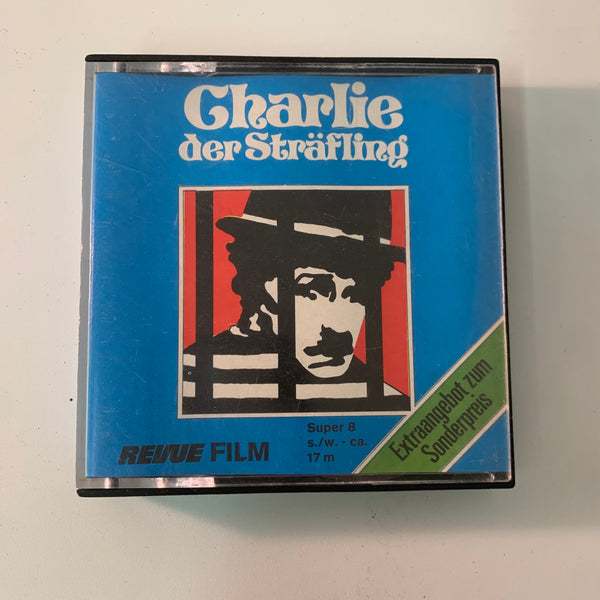 Charlie
der Sträfling
Super 8
s./w. - ca.
17 m
REVUE FILM
Extraangebot zum
Sonderpreis